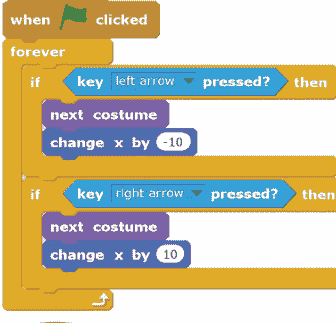 when clicked
forever
if key left arrow pressed? then
next costume
change x by -10
if key right arrow pressed? then
next costume
change x by 10